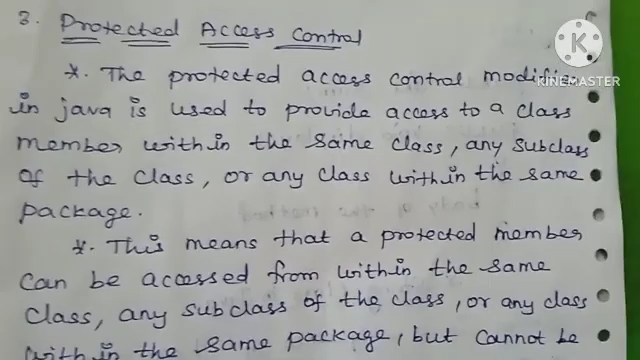 3. Protected Access Control
*. The protected access control modifier
in java is used to provide access to a class
member within the same class, any subclass
of the class, or any class within the same
package.
*. This means that a protected member
can be accessed from within the same
class, any subclass of the class, or any class
within the same package, but cannot be
KINEMASTER